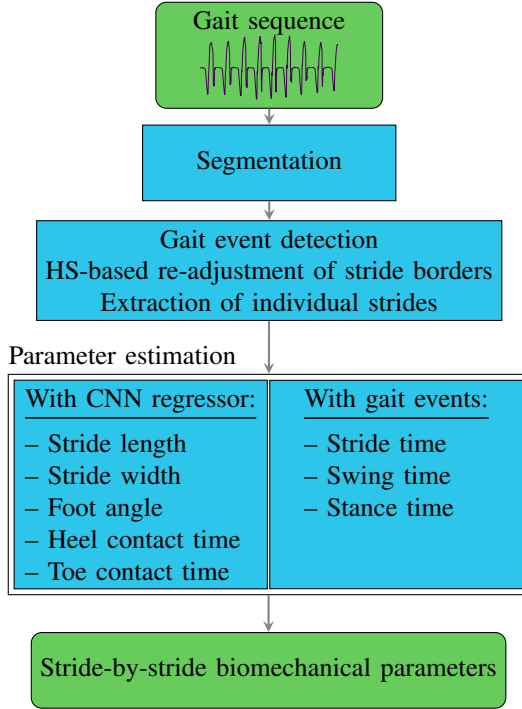 Gait sequence
Segmentation
Gait event detection
HS-based re-adjustment of stride borders
Extraction of individual strides
Parameter estimation
With CNN regressor:
– Stride length
– Stride width
– Foot angle
– Heel contact time
– Toe contact time
With gait events:
– Stride time
– Swing time
– Stance time
Stride-by-stride biomechanical parameters